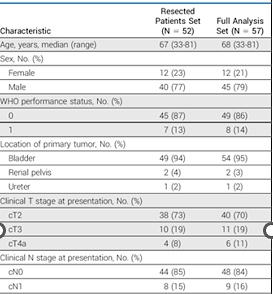 Resected
Patients Set
Full Analysis
Characteristic
(N = 52)
Set (N = 57)
Age, years, median (range) 67 (33-81) 68 (33-81)
Sex, No. (%)
Female 12 (23) 12 (21)
Male 40 (77) 45 (79)
WHO performance status, No. (%)
0 45 (87) 49 (86)
1 7 (13) 8 (14)
Location of primary tumor, No. (%)
Bladder 49 (94) 54 (95)
Renal pelvis 2 (4) 2 (3)
Ureter 1 (2) 1 (2)
Clinical T stage at presentation, No. (%)
cT2 38 (73) 40 (70)
cT3 10 (19) 11 (19)
cT4a 4 (8) 6 (11)
Clinical N stage at presentation, No. (%)
cN0 44 (85) 48 (84)
cN1 8 (15) 9 (16)